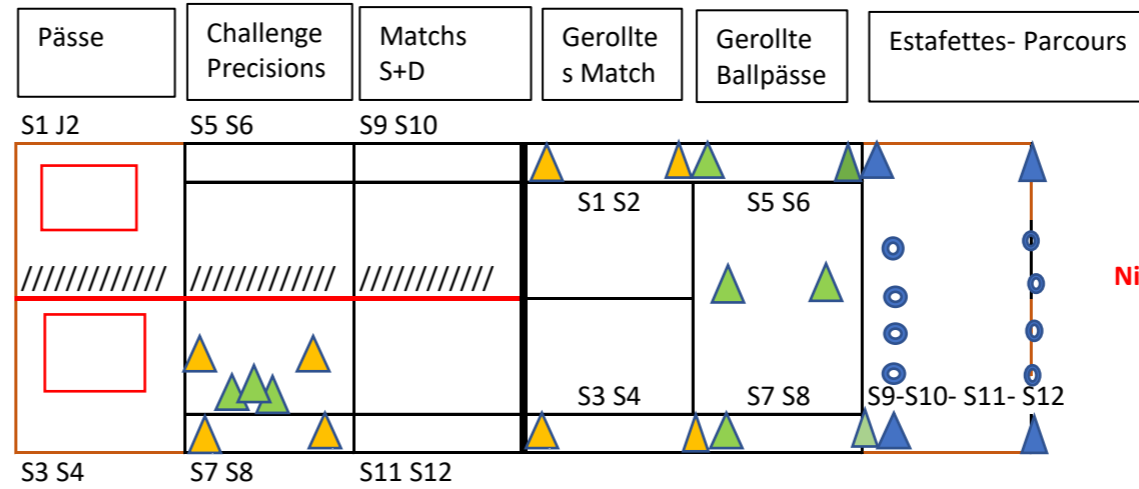 Pässe
Challenge
Precisions
Matchs
S+D
Gerollte
s Match
Gerollte
Ballpässe
Estafettes- Parcours
S1 J2
S5 S6
S9 S10
S1 S2
S5 S6
/////////////
/////////////
////////////
Ni
S3 S4
S7 S8
S9-S10- S11- S12
S3 S4
S7 S8
S11 S12